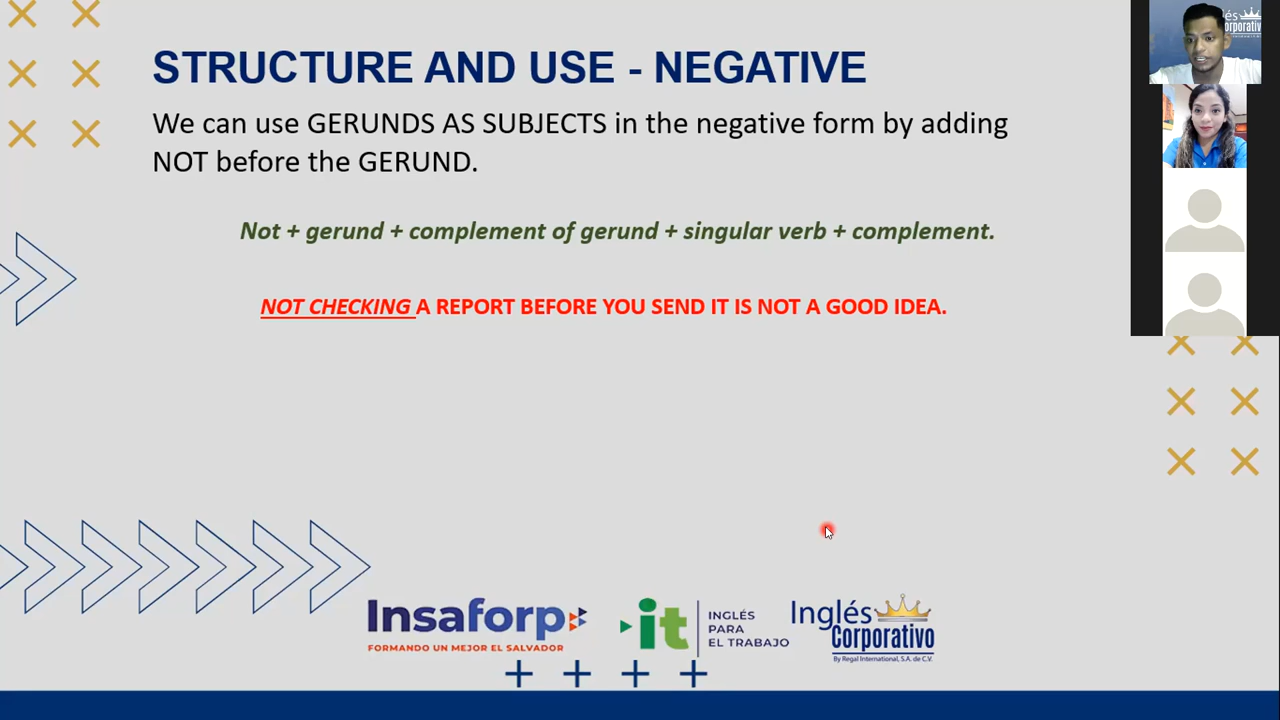 STRUCTURE AND USE - NEGATIVE
We can use GERUNDS AS SUBJECTS in the negative form by adding
NOT before the GERUND.
Not + gerund + complement of gerund + singular verb + complement.
NOT CHECKING A REPORT BEFORE YOU SEND IT IS NOT A GOOD IDEA.
Insaforp
FORMANDO UN MEJOR EL SALVADOR
it
INGLÉS
PARA
EL TRABAJO
Inglés
Corporativo
By Regal International, S.A. de C.V.